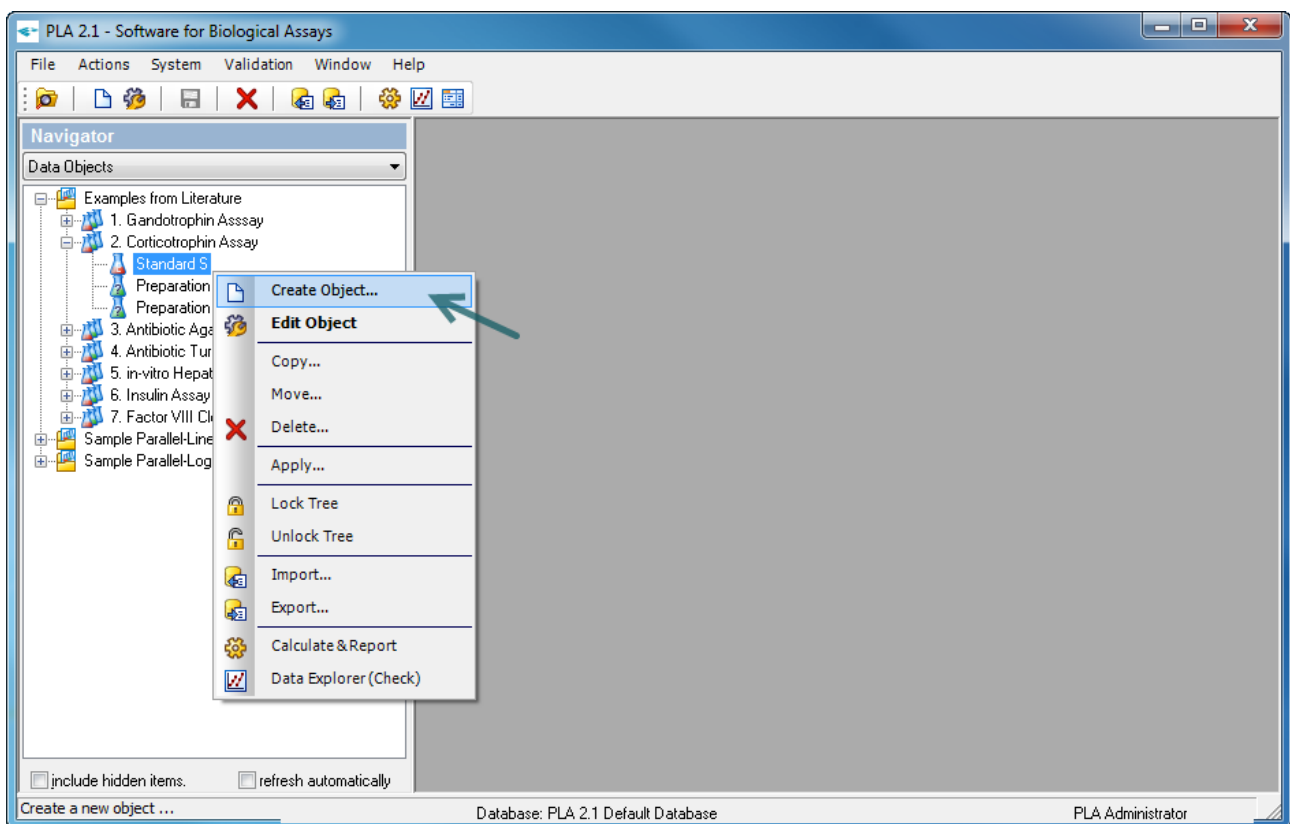 PLA 2.1 - Software for Biological Assays
File Actions System Validation Window Help
Navigator
Data Objects
Examples from Literature
1. Gandotrophin Asssay
2. Corticotrophin Assay
Standard S
Preparation
Preparation
3. Antibiotic Aga
4. Antibiotic Tur
5. in-vitro Hepat
6. Insulin Assay
7. Factor VIII Cl
Sample Parallel-Line
Sample Parallel-Log
Create Object...
Edit Object
Copy...
Move...
Delete...
Apply...
Lock Tree
Unlock Tree
Import...
Export...
Calculate & Report
Data Explorer (Check)
include hidden items. refresh automatically
Create a new object ... Database: PLA 2.1 Default Database PLA Administrator